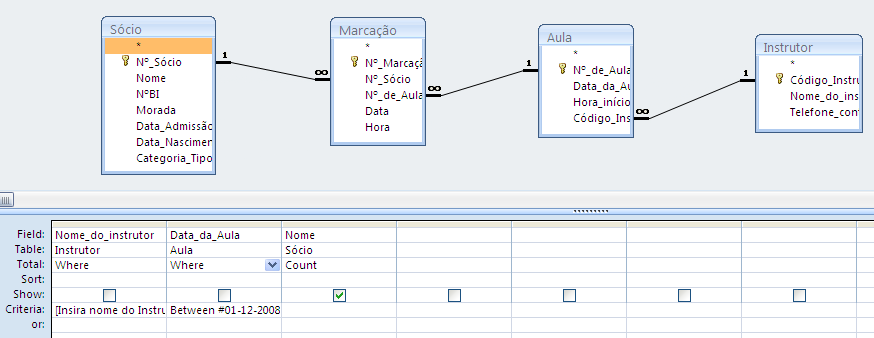 Sócio
*
Nº_Sócio
Nome
NºBI
Morada
Data_Admissão
Data_Nascimen
Categoria_Tipo
1
∞
Marcação
*
Nº_Marcaçã
Nº_Sócio
Nº_de_Aula
Data
Hora
∞
1
Aula
*
Nº_de_Aula
Data_da_Au
Hora_início
Código_Ins
∞
1
Instrutor
*
Código_Instru
Nome_do_ins
Telefone_con
Field: Nome_do_instrutor Data_da_Aula Nome
Table: Instrutor Aula Sócio
Total: Where Where Count
Sort:
Show:
Criteria: [Insira nome do Instru Between #01-12-2008
or: